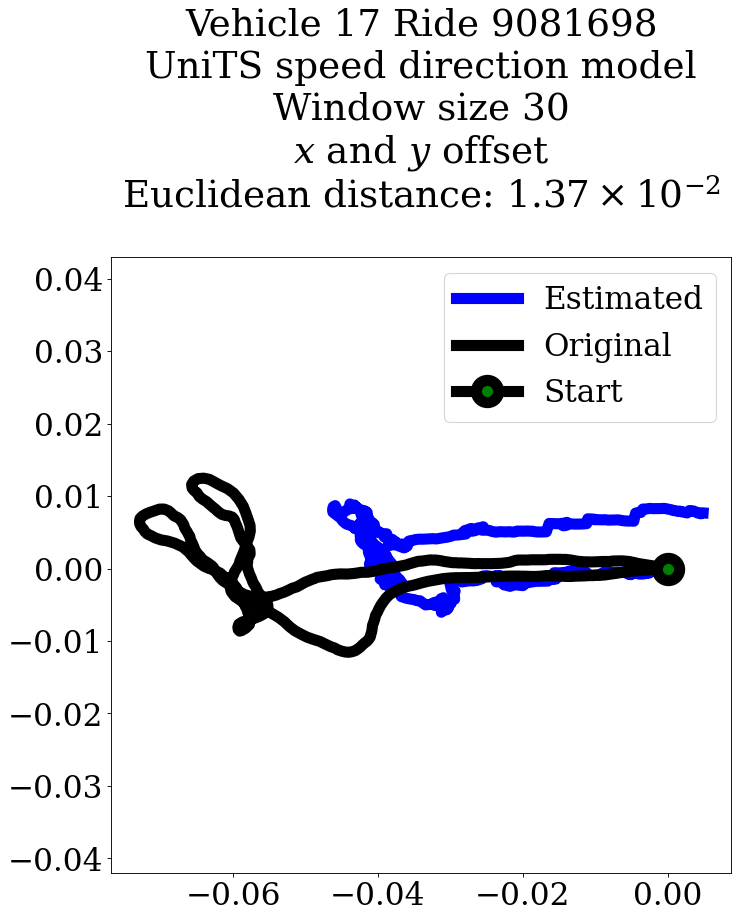 Vehicle 17 Ride 9081698
UniTS speed direction model
Window size 30
x and y offset
Euclidean distance: 1.37 × 10⁻²
0.04
0.03
0.02
0.01
0.00
−0.01
−0.02
−0.03
−0.04
Estimated
Original
Start
−0.06
−0.04
−0.02
0.00